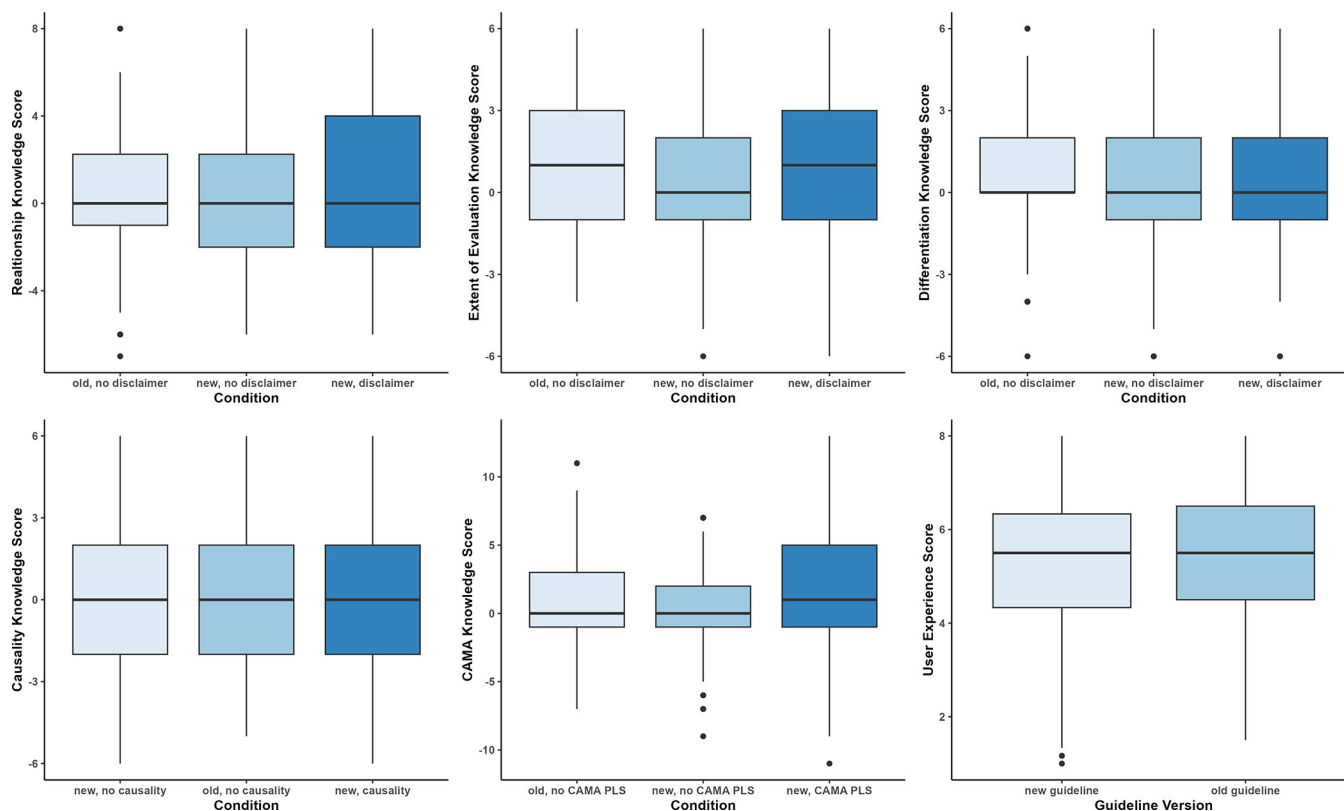 Realtionship Knowledge Score
8
4
0
-4
old, no disclaimer new, no disclaimer new, disclaimer
Condition
Extent of Evaluation Knowledge Score
6
3
0
-3
-6
old, no disclaimer new, no disclaimer new, disclaimer
Condition
Differentiation Knowledge Score
6
3
0
-3
-6
old, no disclaimer new, no disclaimer new, disclaimer
Condition
Causality Knowledge Score
6
3
0
-3
-6
new, no causality old, no causality new, causality
Condition
CAMA Knowledge Score
10
5
0
-5
-10
old, no CAMA PLS new, no CAMA PLS new, CAMA PLS
Condition
User Experience Score
8
6
4
2
new guideline old guideline
Guideline Version